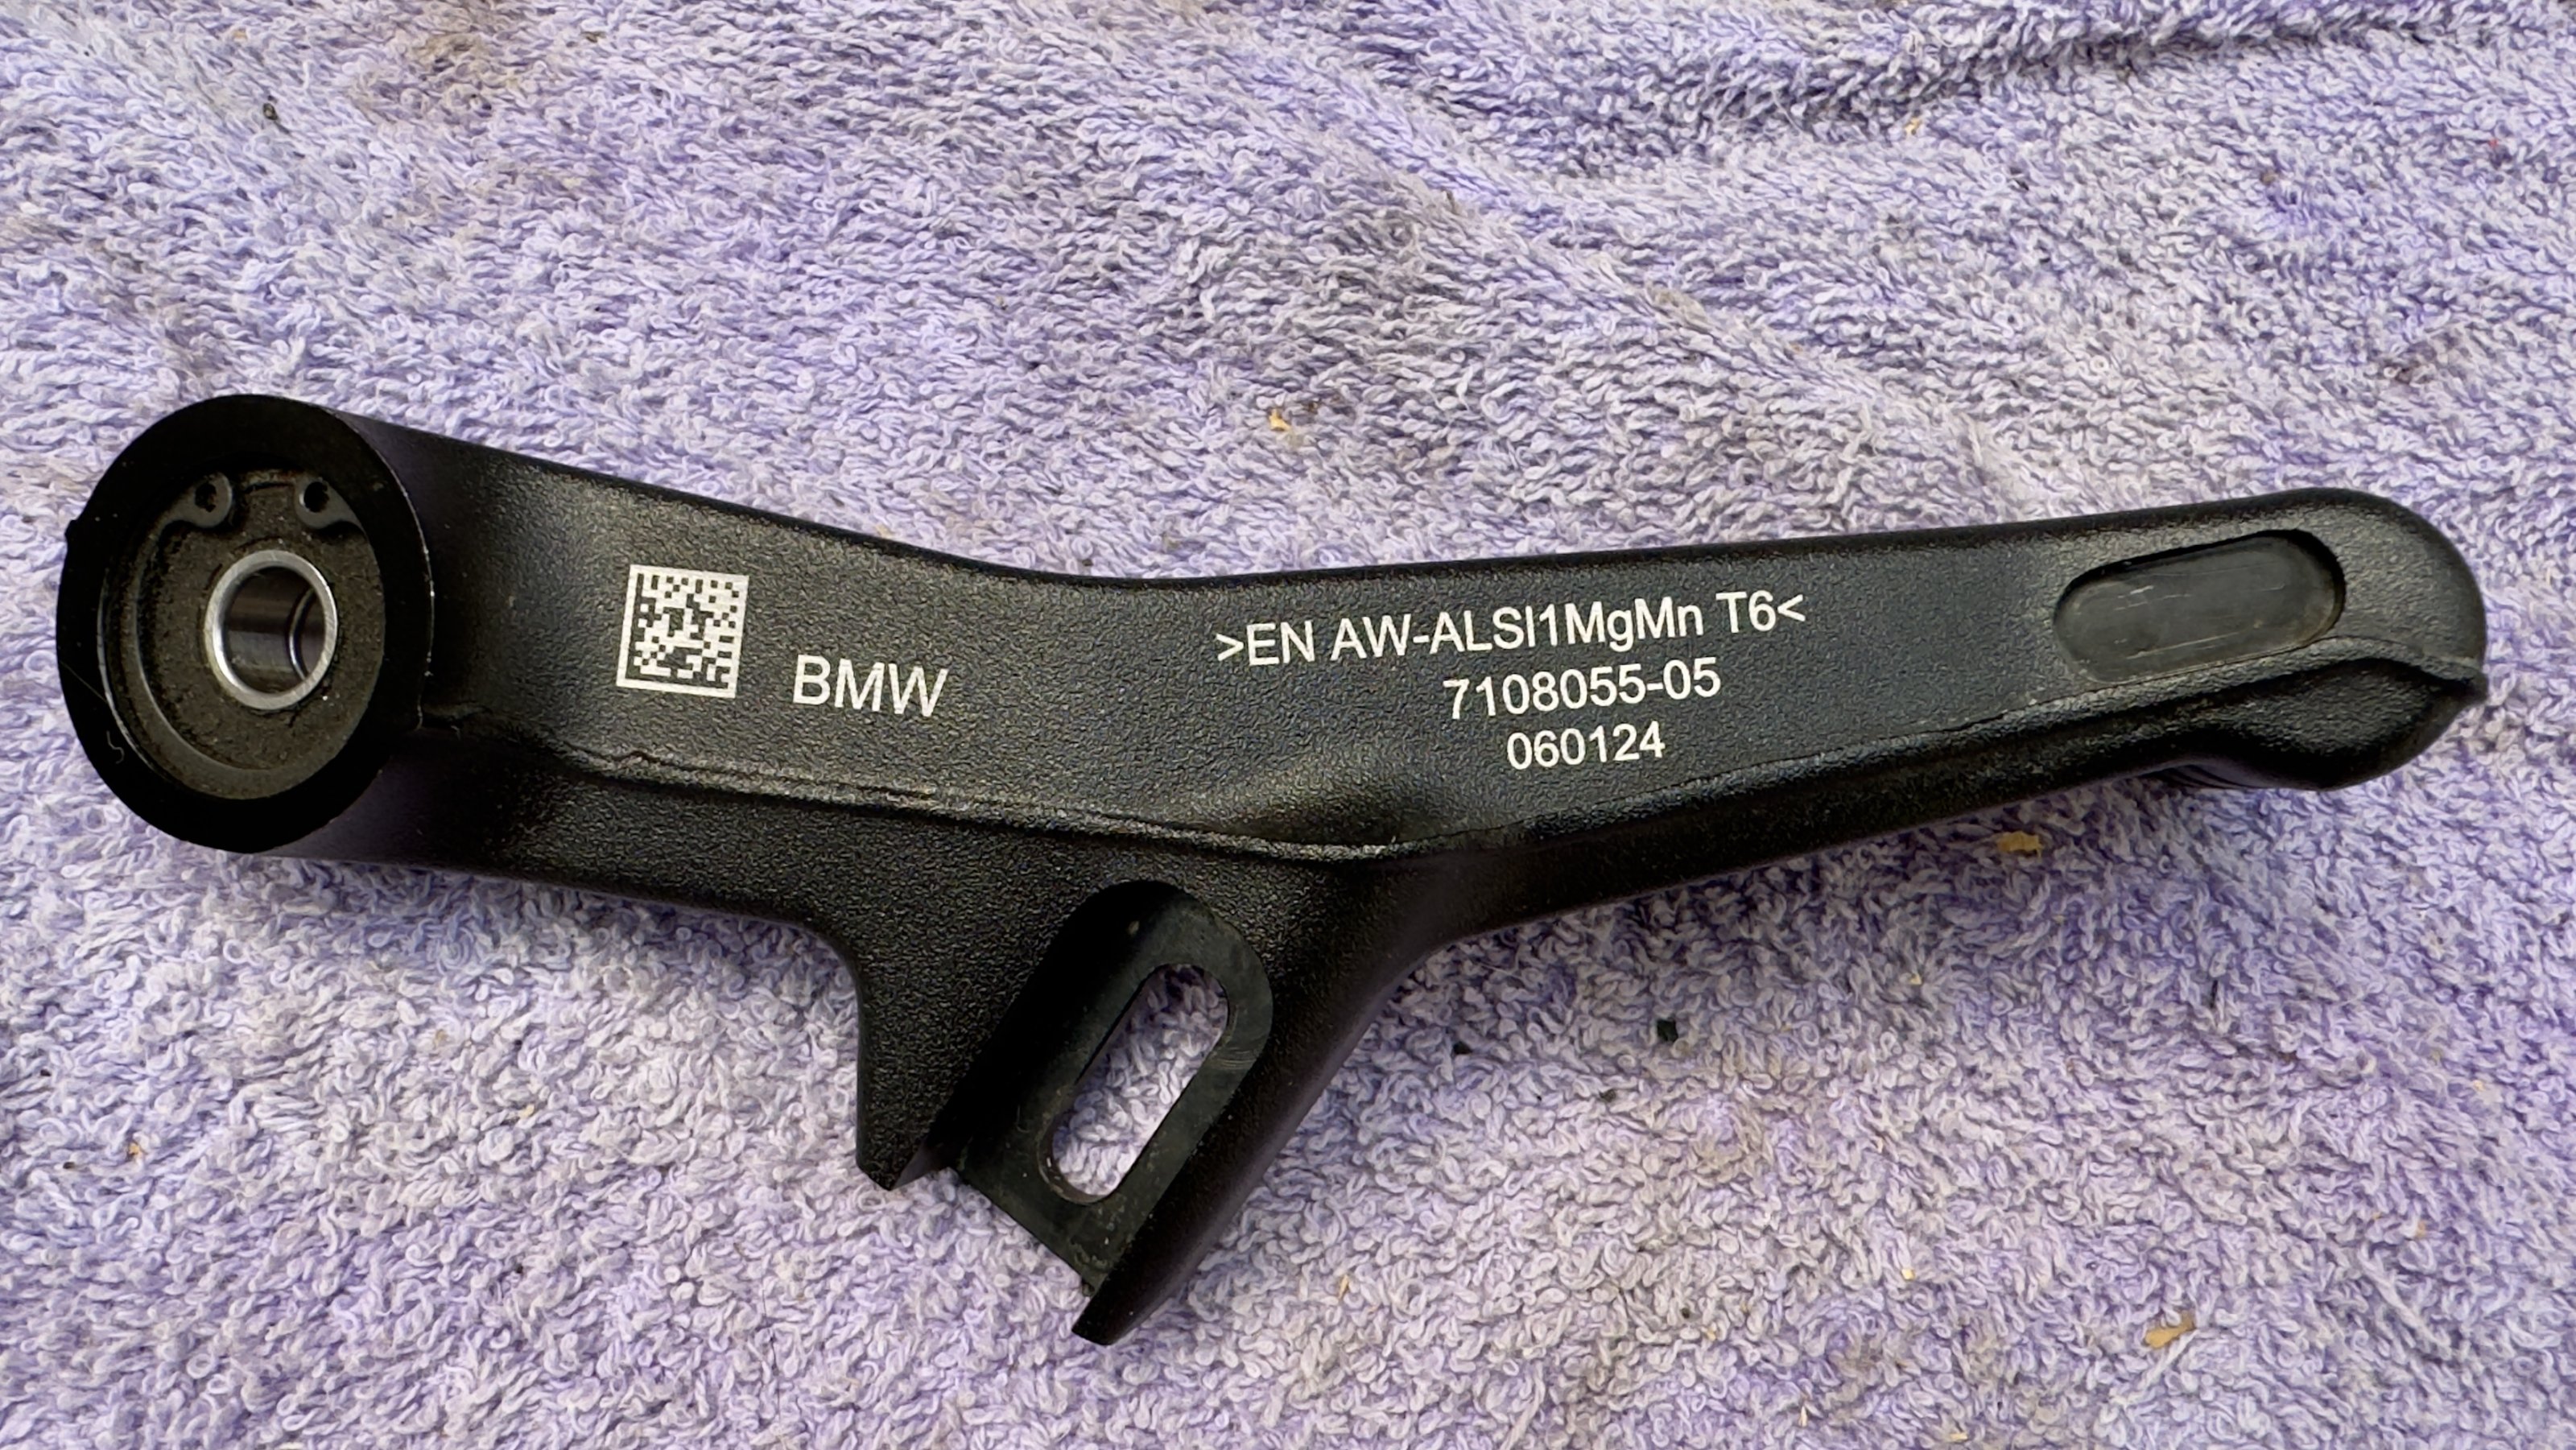 BMW
>EN AW-ALSI1MgMn T6<
7108055-05
060124